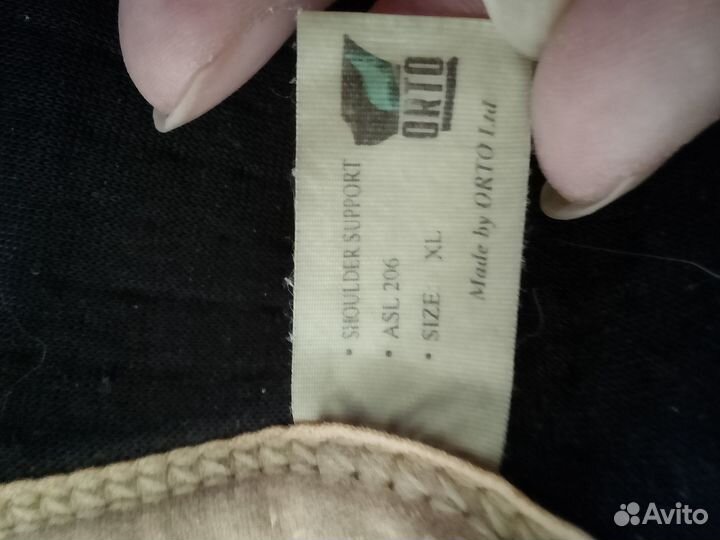 ORTO
• SHOULDER SUPPORT
• ASL 206
• SIZE XL
Made by ORTO Ltd
Avito